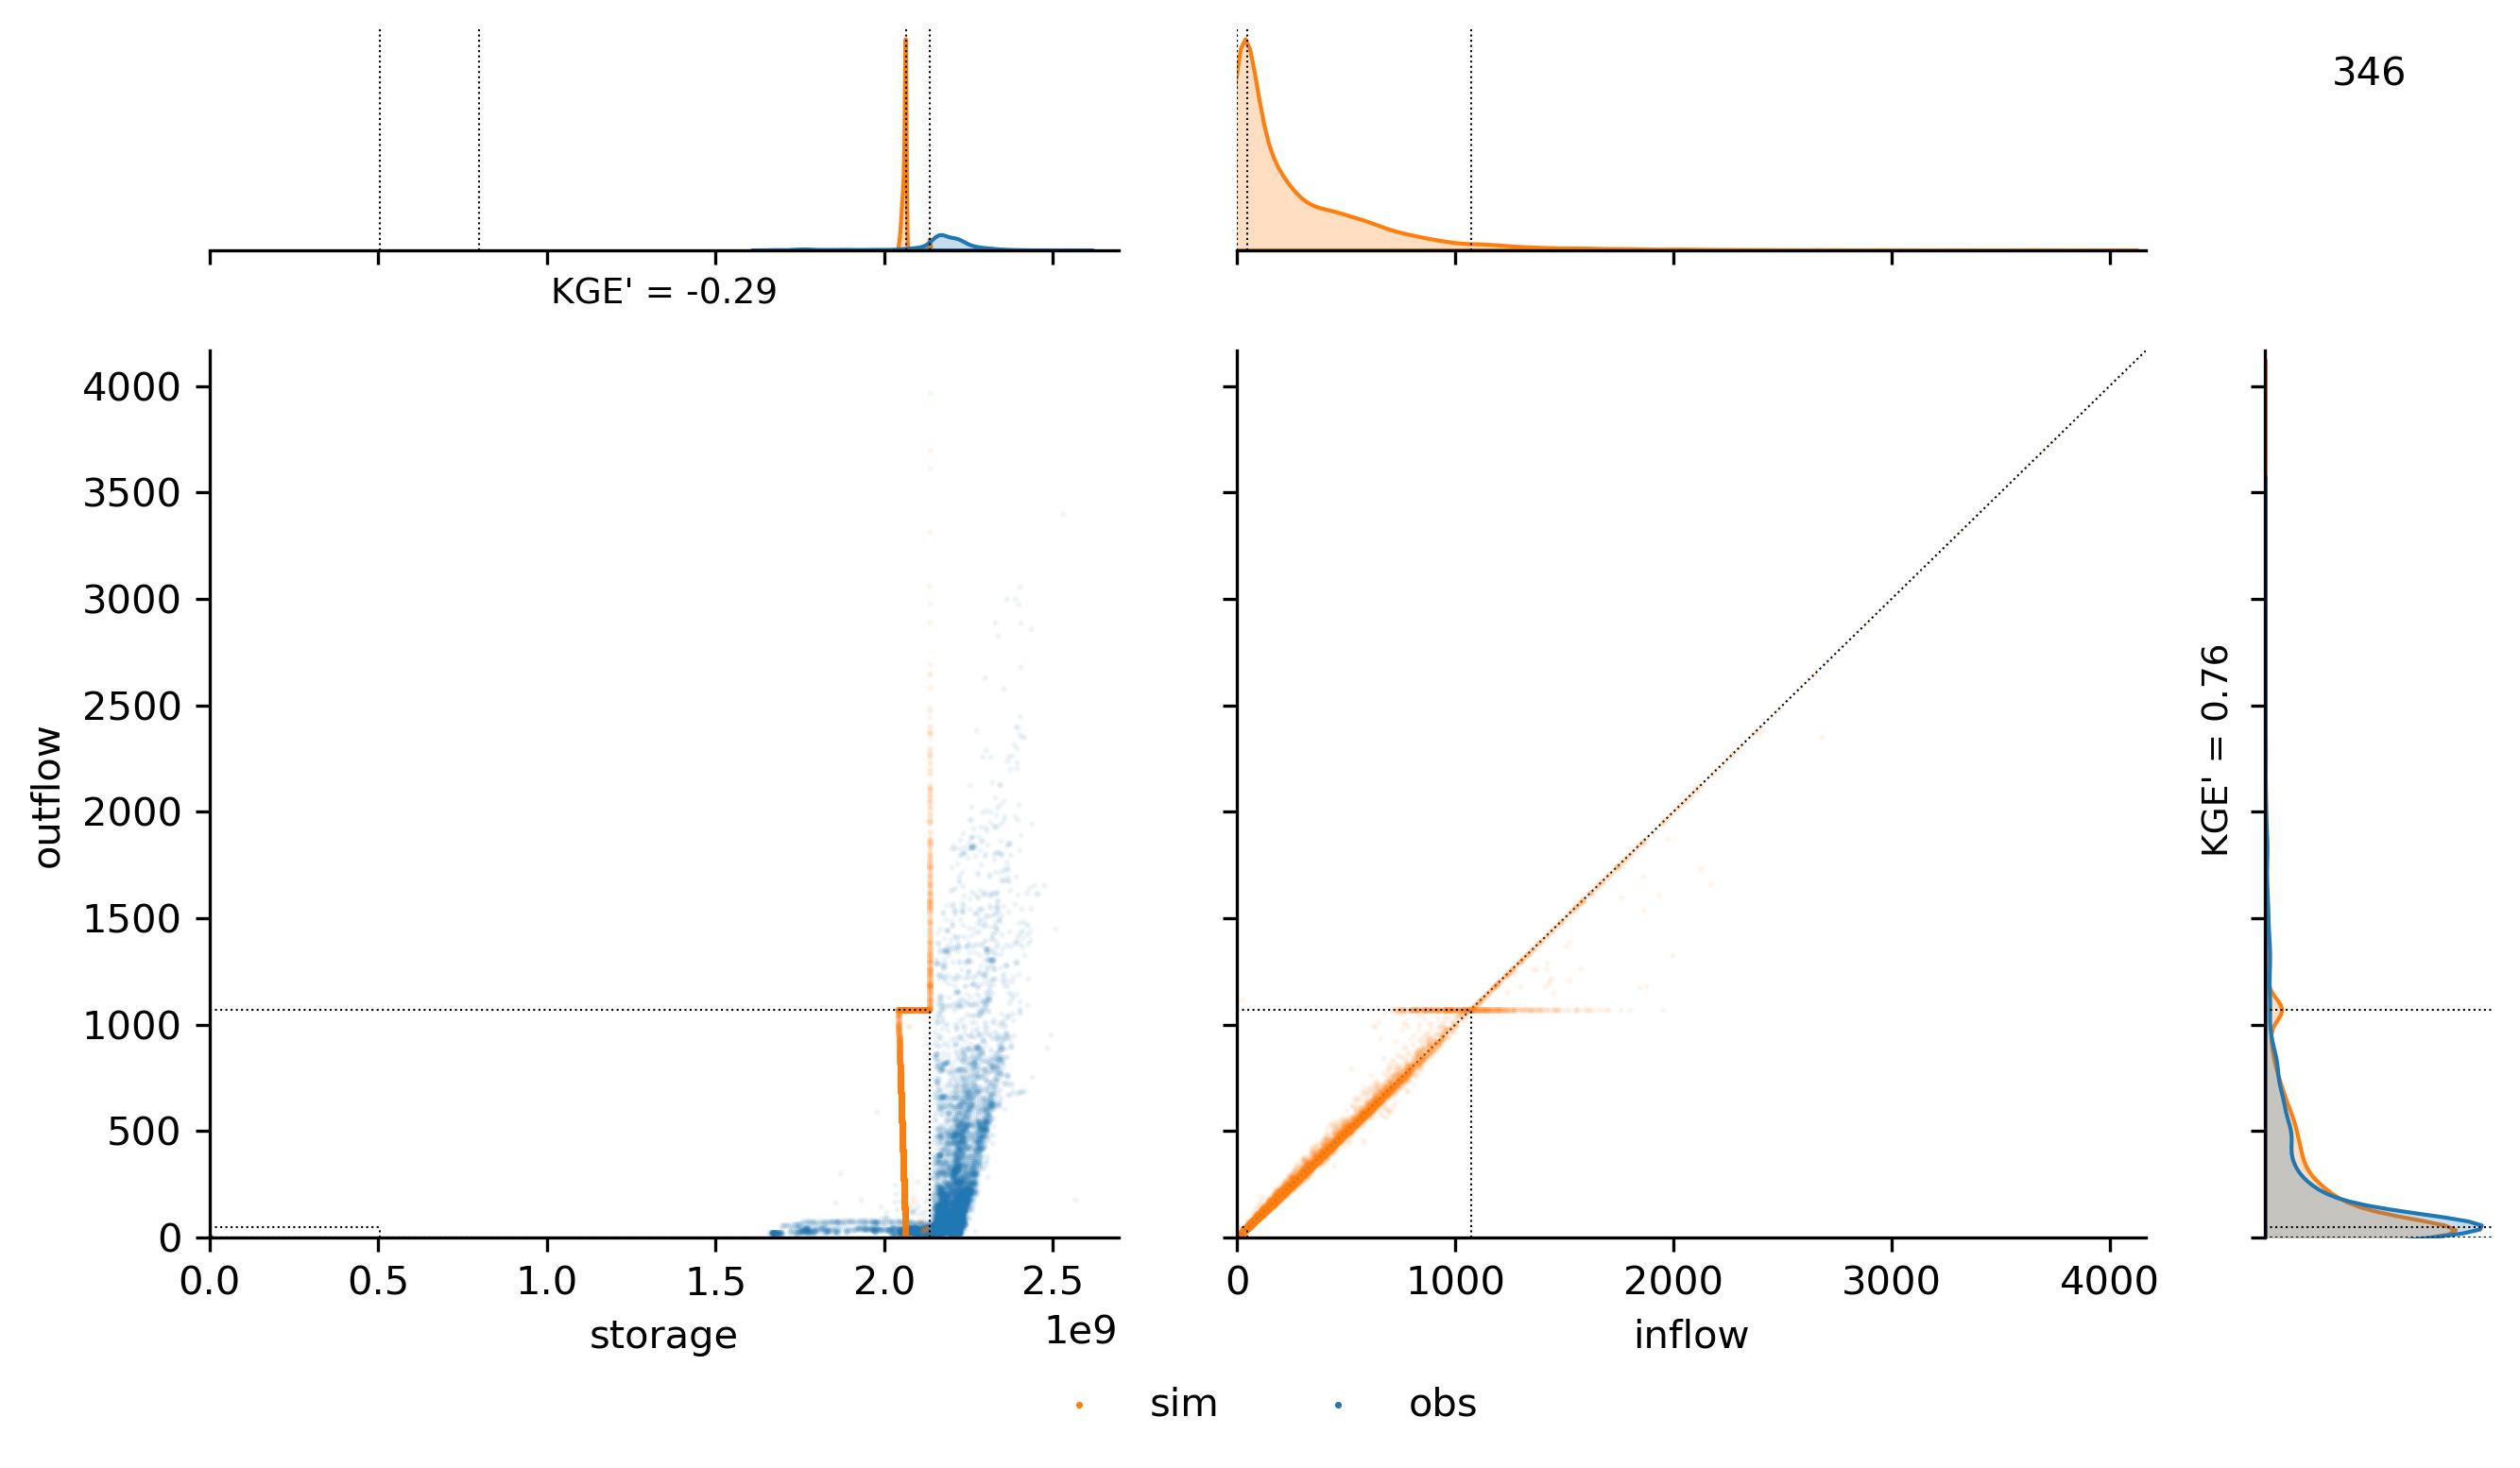 346
KGE' = -0.29
4000
3500
3000
2500
2000
1500
1000
500
0
outflow
0.0 0.5 1.0 1.5 2.0 2.5
1e9
storage
0 1000 2000 3000 4000
inflow
KGE' = 0.76
sim obs